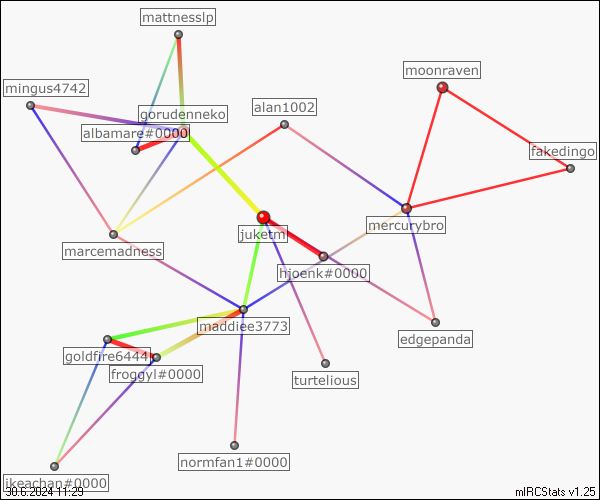 mattnesslp
moonraven
mingus4742
alan1002
gorudenneko
albamare#0000
fakedingo
mercurybro
juketm
marcemadness
hjoenk#0000
maddiee3773
edgepanda
goldfire6444
froggyl#0000
turtelious
normfan1#0000
ikeachan#0000
30.6.2024 11:29
mIRCStats v1.25